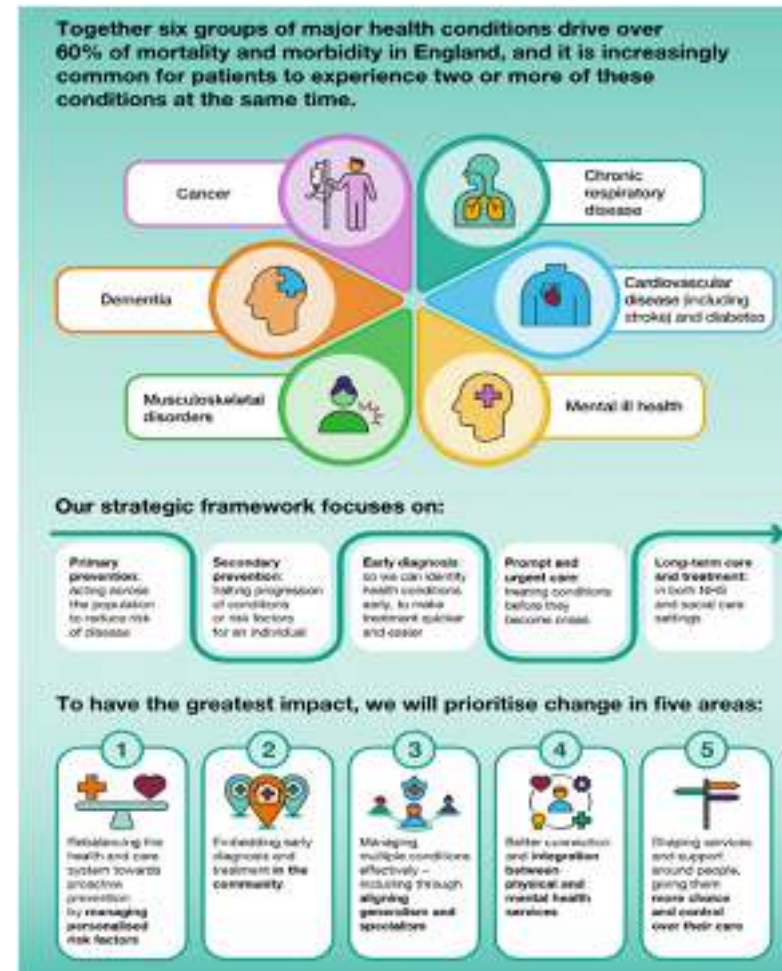 Together six groups of major health conditions drive over
60% of mortality and morbidity in England, and it is increasingly
common for patients to experience two or more of these
conditions at the same time.
Cancer
Chronic
respiratory
disease
Dementia
Cardiovascular
disease (including
stroke) and diabetes
Musculoskeletal
disorders
Mental ill health
Our strategic framework focuses on:
Primary
prevention:
acting across
the population
to reduce risk
of disease
Secondary
prevention:
halting progression
of conditions
or risk factors
for an individual
Early diagnosis:
so we can identify
health conditions
early, to make
treatment quicker
and easier
Prompt and
urgent care:
treating conditions
before they
become crises
Long-term care
and treatment:
in both NHS
and social care
settings
To have the greatest impact, we will prioritise change in five areas:
1
Rebalancing the
health and care
system towards
proactive
prevention
by managing
personalised
risk factors
2
Embedding early
diagnosis and
treatment in the
community
3
Managing
multiple conditions
effectively –
including through
aligning
generalism and
specialism
4
Better connection
and integration
between
physical and
mental health
services
5
Shaping services
and support
around people,
giving them
more choice
and control
over their care